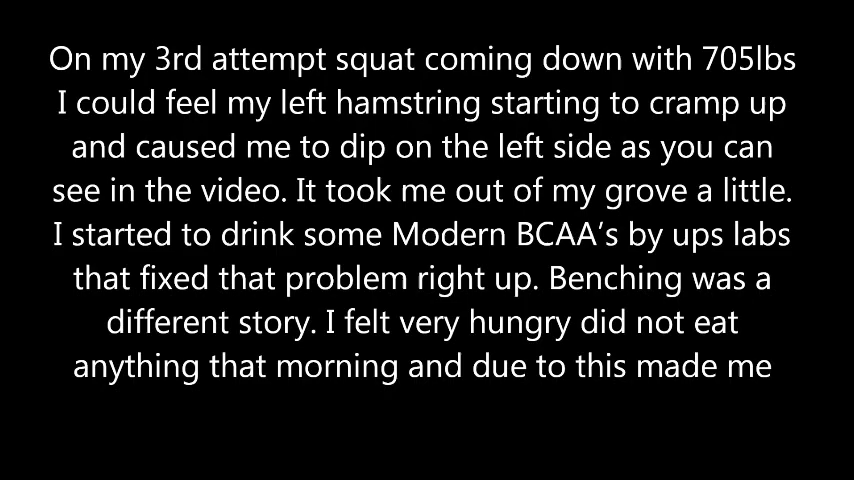 On my 3rd attempt squat coming down with 705lbs
I could feel my left hamstring starting to cramp up
and caused me to dip on the left side as you can
see in the video. It took me out of my grove a little.
I started to drink some Modern BCAA’s by ups labs
that fixed that problem right up. Benching was a
different story. I felt very hungry did not eat
anything that morning and due to this made me